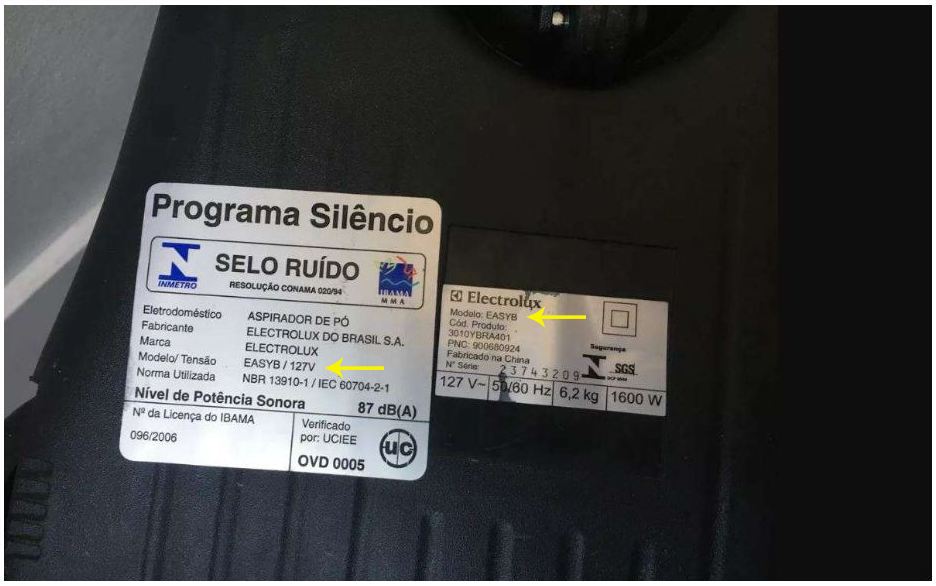 Programa Silêncio
INMETRO
SELO RUÍDO
RESOLUÇÃO CONAMA 020/94
IBAMA
M M A
Eletrodoméstico ASPIRADOR DE PÓ
Fabricante ELECTROLUX DO BRASIL S.A.
Marca ELECTROLUX
Modelo/ Tensão EASYB / 127V
Norma Utilizada NBR 13910-1 / IEC 60704-2-1
Nível de Potência Sonora 87 dB(A)
Nº da Licença do IBAMA
096/2006
Verificado
por: UCIEE
OVD 0005
uc
Electrolux
Modelo: EASYB
Cód. Produto:
3010YBRA401
PNC: 900680924
Fabricado na China
Nº Série: 23743209
Segurança
SGS
127 V~ 50/60 Hz 6,2 kg 1600 W